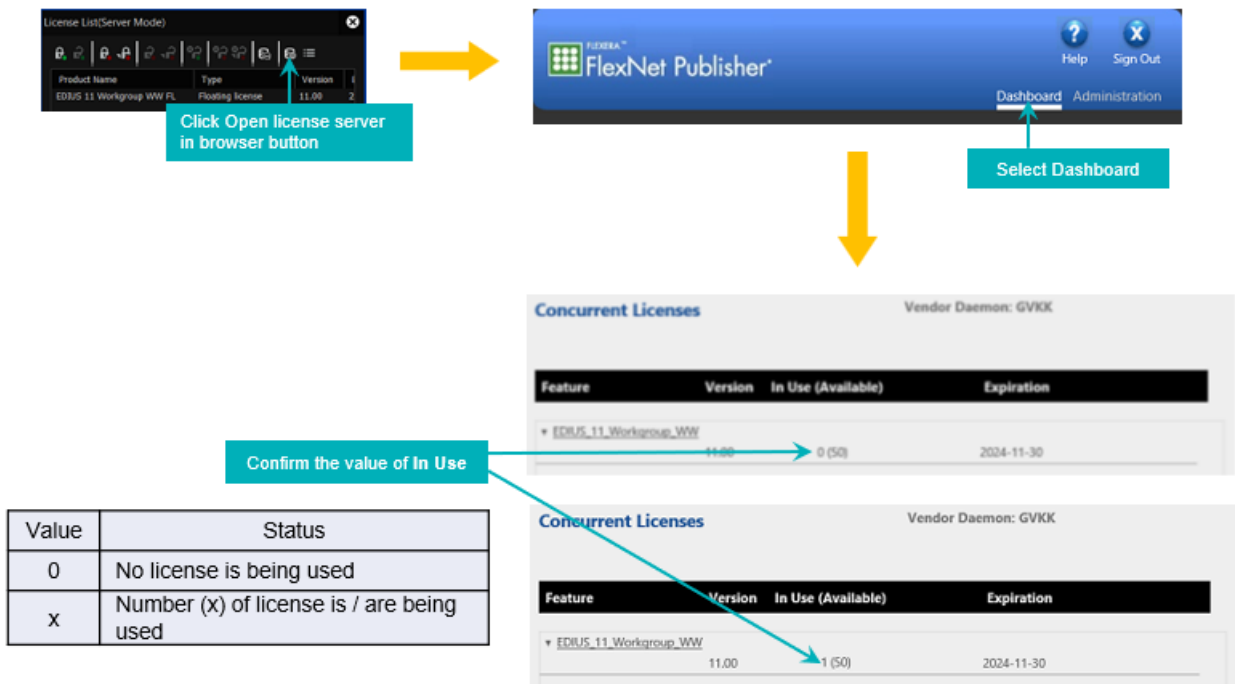 License List(Server Mode)
Product Name Type Version
EDIUS 11 Workgroup WW FL Floating license 11.00 2
Click Open license server
in browser button
FLEXERA™
FlexNet Publisher
Help Sign Out
Dashboard Administration
Select Dashboard
Concurrent Licenses Vendor Daemon: GVKK
Feature Version In Use (Available) Expiration
EDIUS_11_Workgroup_WW
11.00 0 (50) 2024-11-30
Confirm the value of In Use
Value Status
0 No license is being used
x Number (x) of license is / are being
used
Concurrent Licenses Vendor Daemon: GVKK
Feature Version In Use (Available) Expiration
EDIUS_11_Workgroup_WW
11.00 1 (50) 2024-11-30